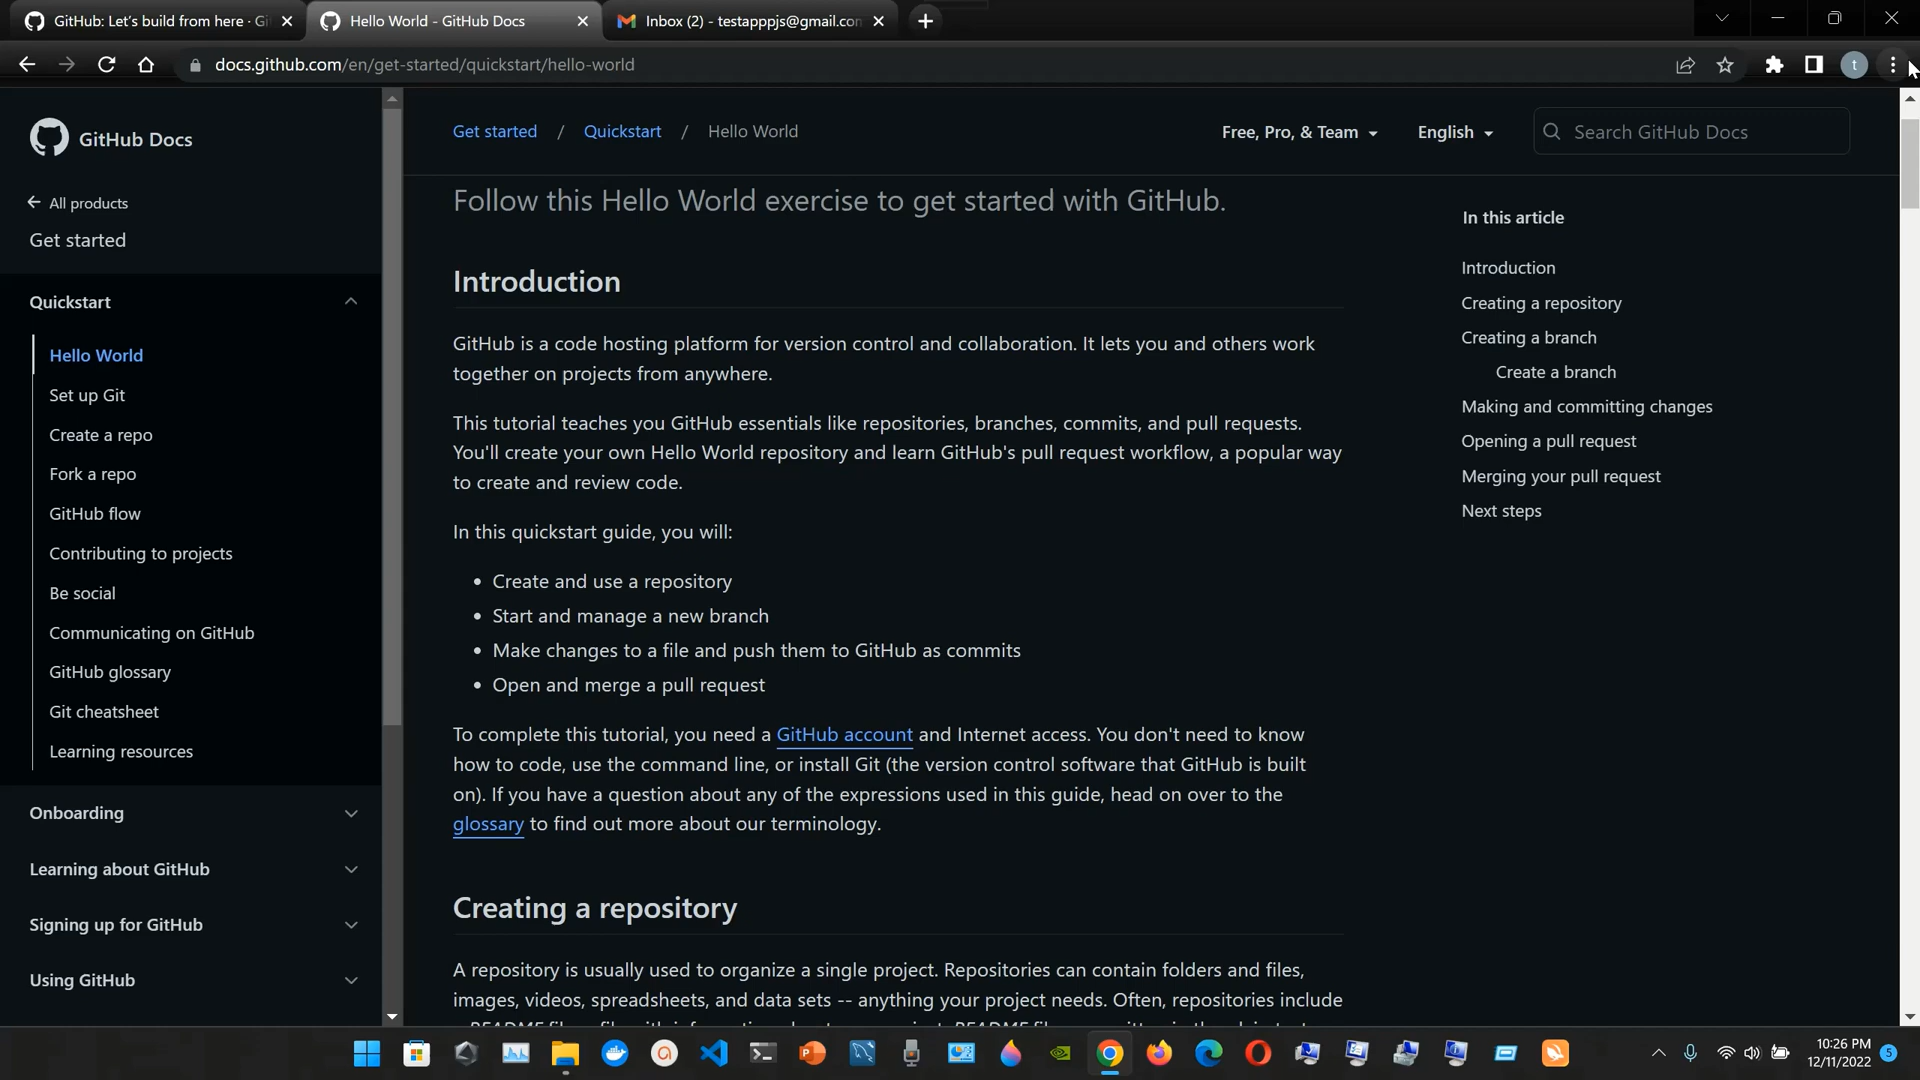 GitHub: Let's build from here · Gi
Hello World - GitHub Docs
Inbox (2) - testapppjs@gmail.con
docs.github.com/en/get-started/quickstart/hello-world
t
GitHub Docs
All products
Get started
Quickstart
Hello World
Set up Git
Create a repo
Fork a repo
GitHub flow
Contributing to projects
Be social
Communicating on GitHub
GitHub glossary
Git cheatsheet
Learning resources
Onboarding
Learning about GitHub
Signing up for GitHub
Using GitHub
Get started / Quickstart / Hello World
Free, Pro, & Team
English
Search GitHub Docs
Follow this Hello World exercise to get started with GitHub.
Introduction
GitHub is a code hosting platform for version control and collaboration. It lets you and others work
together on projects from anywhere.
This tutorial teaches you GitHub essentials like repositories, branches, commits, and pull requests.
You'll create your own Hello World repository and learn GitHub's pull request workflow, a popular way
to create and review code.
In this quickstart guide, you will:
• Create and use a repository
• Start and manage a new branch
• Make changes to a file and push them to GitHub as commits
• Open and merge a pull request
To complete this tutorial, you need a GitHub account and Internet access. You don't need to know
how to code, use the command line, or install Git (the version control software that GitHub is built
on). If you have a question about any of the expressions used in this guide, head on over to the
glossary to find out more about our terminology.
Creating a repository
A repository is usually used to organize a single project. Repositories can contain folders and files,
images, videos, spreadsheets, and data sets -- anything your project needs. Often, repositories include
In this article
Introduction
Creating a repository
Creating a branch
Create a branch
Making and committing changes
Opening a pull request
Merging your pull request
Next steps
10:26 PM
12/11/2022
5